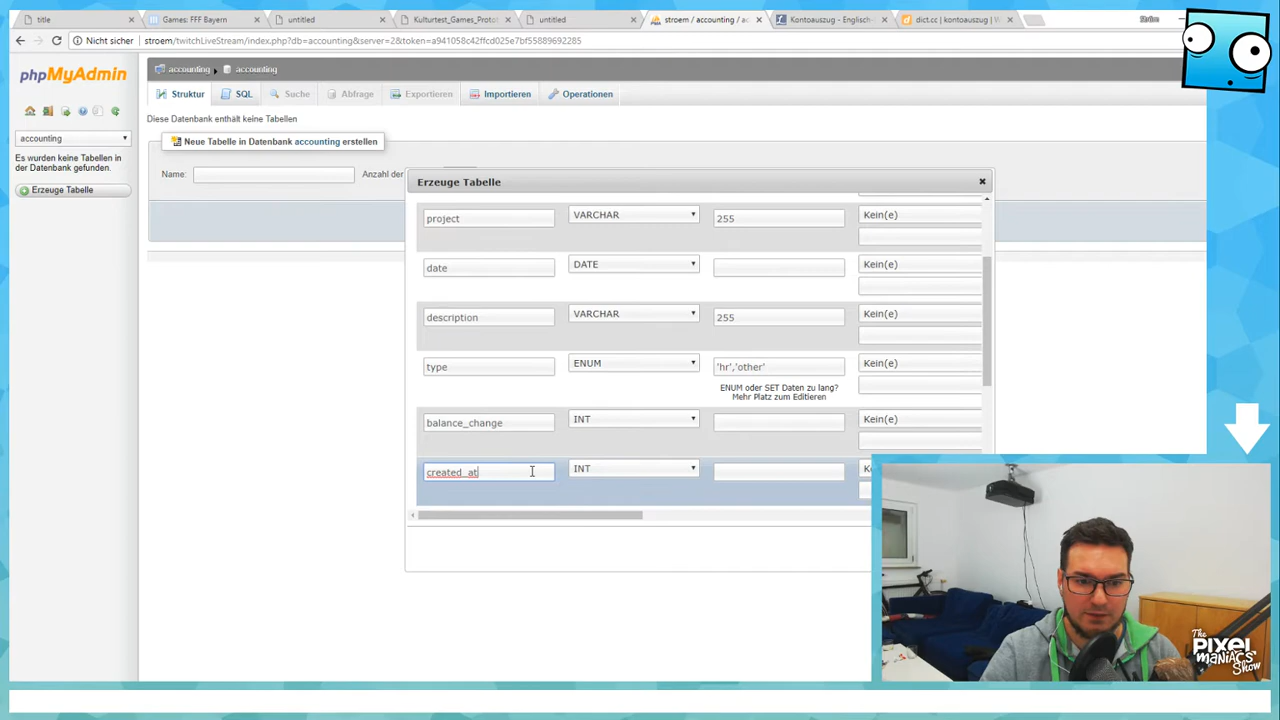 title
Games: FFF Bayern
untitled
Kulturtest_Games_Protot
untitled
stroem / accounting / ac
Kontoauszug - Englisch-
dict.cc | kontoauszug | W
Nicht sicher
stroem/twitchLiveStream/index.php?db=accounting&server=2&token=a941058c42ffcd025e7bf55889692285
phpMyAdmin
accounting
Es wurden keine Tabellen in
der Datenbank gefunden.
Erzeuge Tabelle
accounting
accounting
Struktur
SQL
Suche
Abfrage
Exportieren
Importieren
Operationen
Diese Datenbank enthält keine Tabellen
Neue Tabelle in Datenbank accounting erstellen
Name:
Anzahl der
Erzeuge Tabelle
project
VARCHAR
255
Kein(e)
date
DATE
Kein(e)
description
VARCHAR
255
Kein(e)
type
ENUM
'hr','other'
Kein(e)
ENUM oder SET Daten zu lang?
Mehr Platz zum Editieren
balance_change
INT
Kein(e)
created_at
INT
The
PIXEL
MANIACS
Show